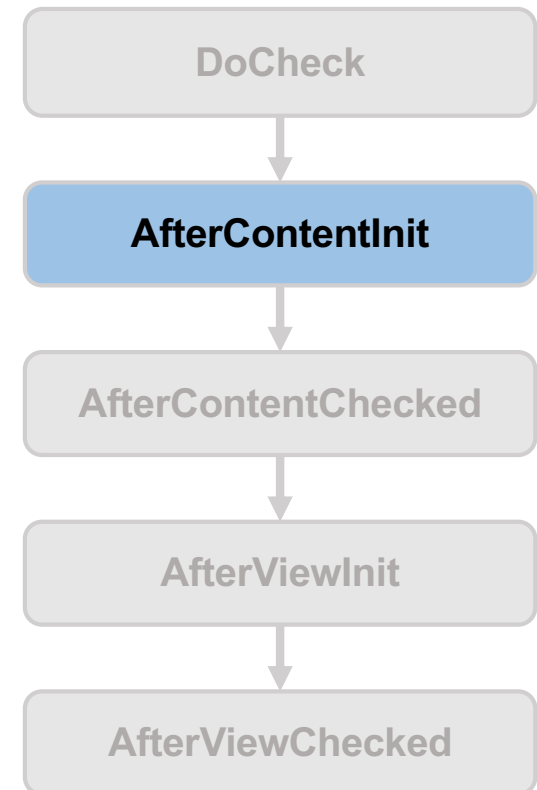 DoCheck
AfterContentInit
AfterContentChecked
AfterViewInit
AfterViewChecked